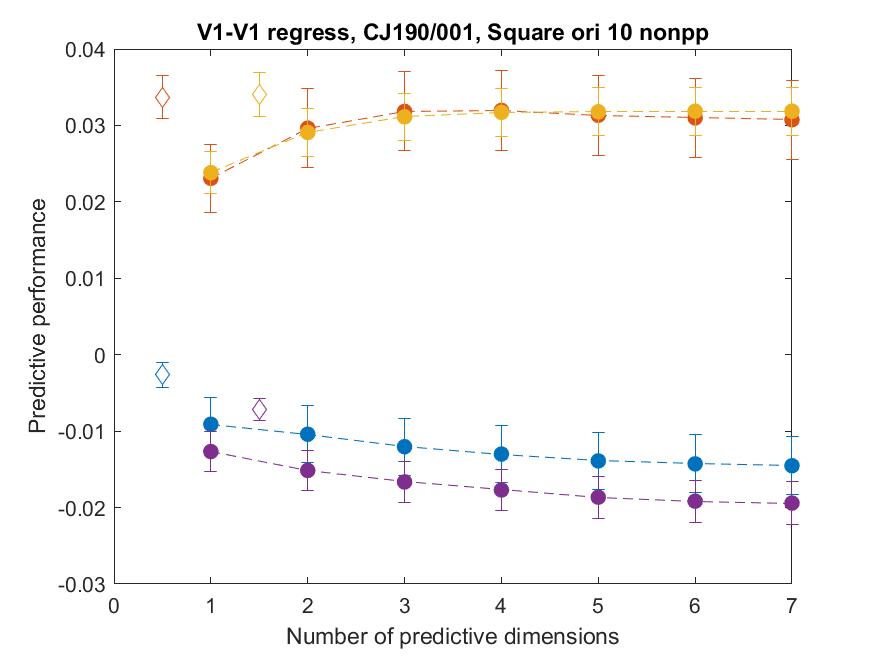 V1-V1 regress, CJ190/001, Square ori 10 nonpp
0.04
0.03
0.02
0.01
0
-0.01
-0.02
-0.03
Predictive performance
0 1 2 3 4 5 6 7
Number of predictive dimensions